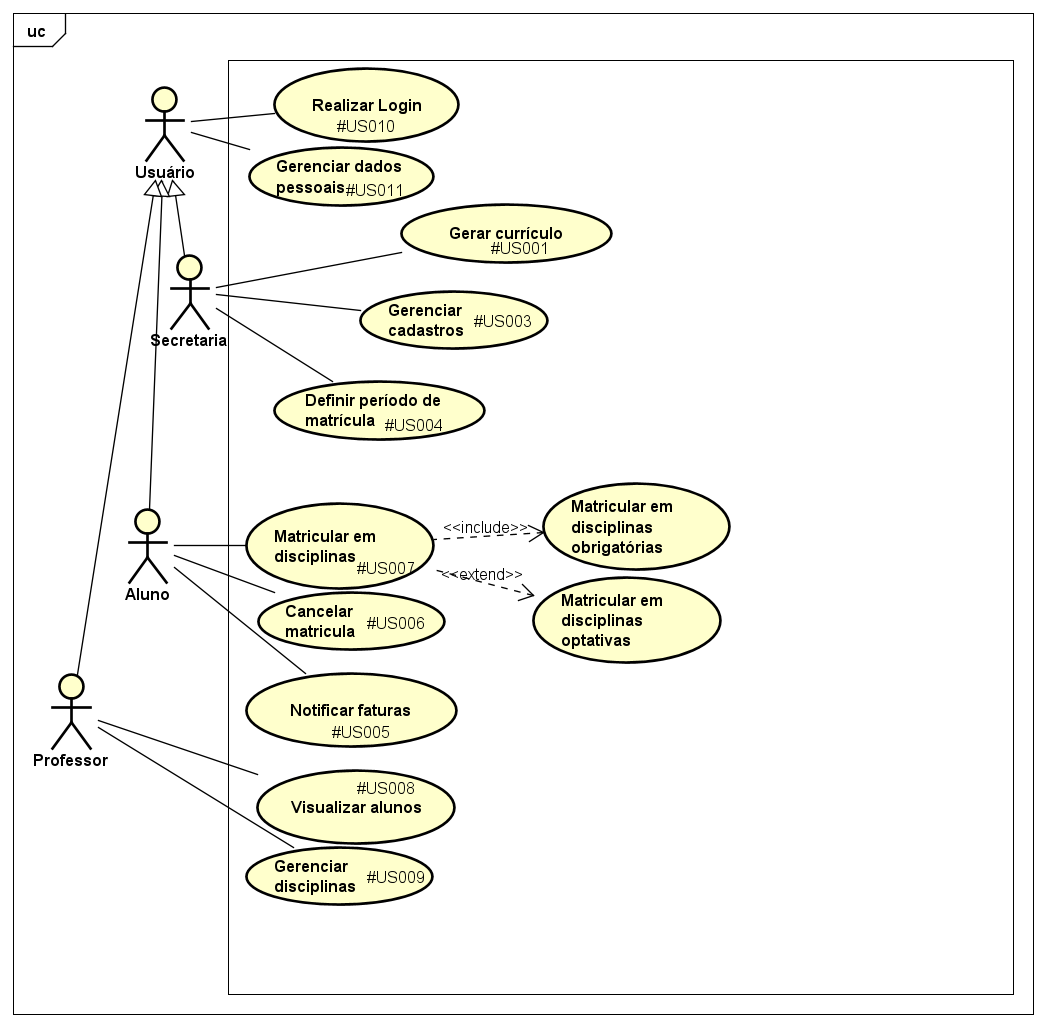 uc
Usuário
Realizar Login
#US010
Gerenciar dados
pessoais #US011
Gerar currículo
#US001
Secretaria
Gerenciar
cadastros #US003
Definir período de
matrícula #US004
Aluno
Matricular em
disciplinas
#US007
<<include>>
Matricular em
disciplinas
obrigatórias
<<extend>>
Matricular em
disciplinas
optativas
Cancelar
matricula #US006
Notificar faturas
#US005
Professor
#US008
Visualizar alunos
Gerenciar
disciplinas #US009